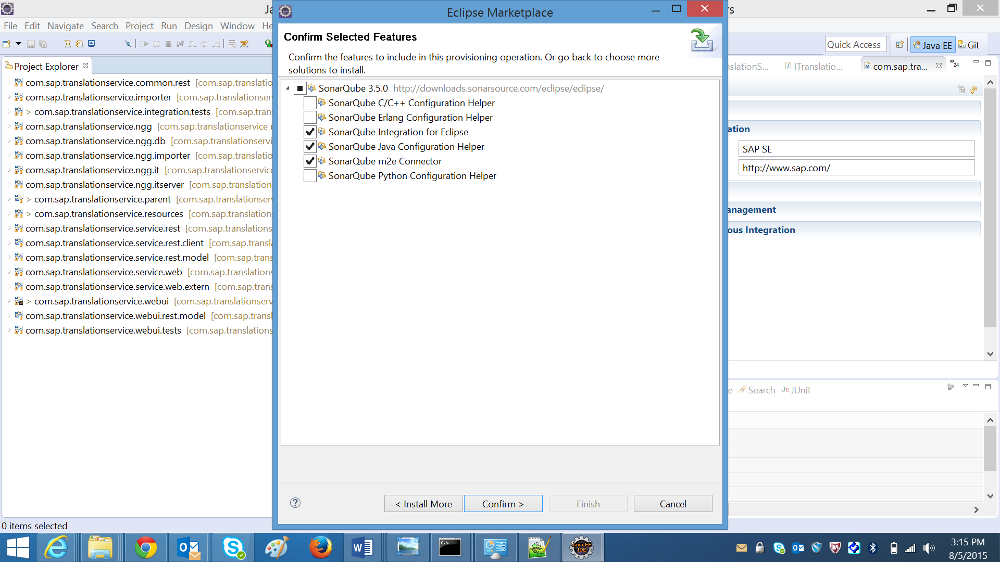 Ja
Eclipse Marketplace
rs
File Edit Navigate Search Project Run Design Window He
Confirm Selected Features
Confirm the features to include in this provisioning operation. Or go back to choose more
solutions to install.
Quick Access
Java EE
Git
Project Explorer
nslationS...
ITranslatio...
com.sap.tra...
»24
com.sap.translationservice.common.rest [com.sap.translatio
com.sap.translationservice.importer [com.sap.translations
> com.sap.translationservice.integration.tests [com.sap.trans
com.sap.translationservice.ngg [com.sap.translationservice r
com.sap.translationservice.ngg.db [com.sap.translationservi
com.sap.translationservice.ngg.importer [com.sap.translatio
com.sap.translationservice.ngg.it [com.sap.translationservice
com.sap.translationservice.ngg.itserver [com.sap.translation
> com.sap.translationservice.parent [com.sap.translationser
> com.sap.translationservice.resources [com.sap.translations
com.sap.translationservice.service.rest [com.sap.translations
com.sap.translationservice.service.rest.client [com.sap.transla
com.sap.translationservice.service.rest.model [com.sap.trans
com.sap.translationservice.service.web [com.sap.translations
com.sap.translationservice.service.web.extern [com.sap.trans
> com.sap.translationservice.webui [com.sap.translationserv
com.sap.translationservice.webui.rest.model [com.sap.transl
com.sap.translationservice.webui.tests [com.sap.translations
SonarQube 3.5.0 http://downloads.sonarsource.com/eclipse/eclipse/
SonarQube C/C++ Configuration Helper
SonarQube Erlang Configuration Helper
SonarQube Integration for Eclipse
SonarQube Java Configuration Helper
SonarQube m2e Connector
SonarQube Python Configuration Helper
ation
SAP SE
http://www.sap.com/
anagement
ous Integration
e
Search
JUnit
< Install More
Confirm >
Finish
Cancel
0 items selected
3:15 PM
8/5/2015